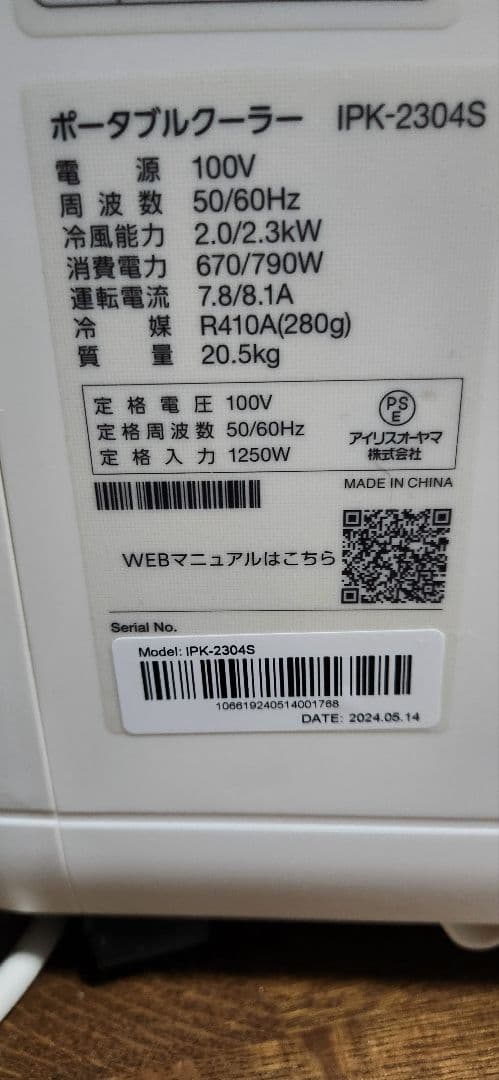 ポータブルクーラー IPK-2304S
電源 100V
周波数 50/60Hz
冷風能力 2.0/2.3kW
消費電力 670/790W
運転電流 7.8/8.1A
冷媒 R410A(280g)
質量 20.5kg
定格電圧 100V
定格周波数 50/60Hz
定格入力 1250W
PS
E
アイリスオーヤマ
株式会社
MADE IN CHINA
WEBマニュアルはこちら
Serial No.
Model: IPK-2304S
106619240514001768
DATE: 2024.05.14